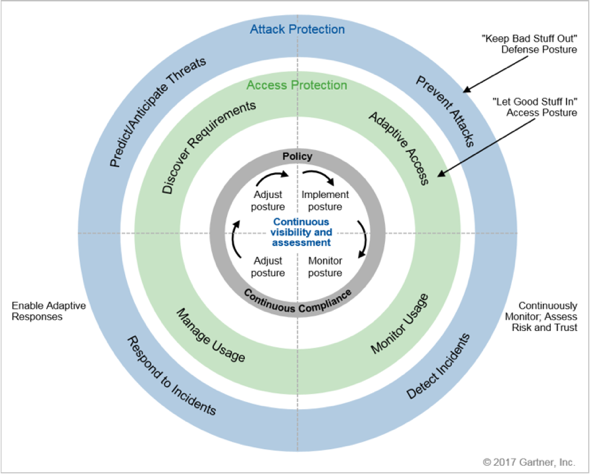 Attack Protection
"Keep Bad Stuff Out"
Defense Posture
Predict/Anticipate Threats
Prevent Attacks
Access Protection
"Let Good Stuff In"
Access Posture
Discover Requirements
Adaptive Access
Policy
Adjust
posture
Implement
posture
Continuous
visibility and
assessment
Adjust
posture
Monitor
posture
Continuous Compliance
Enable Adaptive
Responses
Continuously
Monitor; Assess
Risk and Trust
Manage Usage
Monitor Usage
Respond to Incidents
Detect Incidents
© 2017 Gartner, Inc.